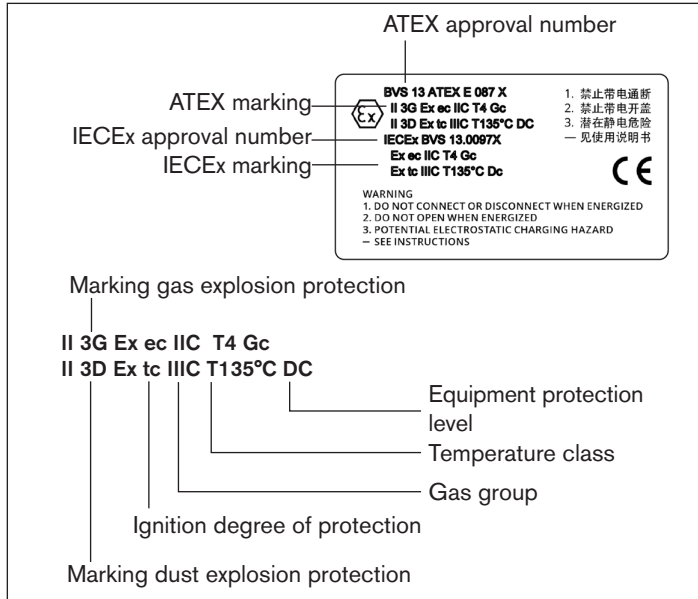 ATEX approval number
BVS 13 ATEX E 087 X
ATEX marking
II 3G Ex ec IIC T4 Gc
II 3D Ex tc IIIC T135°C DC
IECEx approval number
IECEx BVS 13.0097X
IECEx marking
Ex ec IIC T4 Gc
Ex tc IIIC T135°C Dc
εx
1. 禁止带电通断
2. 禁止带电开盖
3. 潜在静电危险
— 见使用说明书
CE
WARNING
1. DO NOT CONNECT OR DISCONNECT WHEN ENERGIZED
2. DO NOT OPEN WHEN ENERGIZED
3. POTENTIAL ELECTROSTATIC CHARGING HAZARD
— SEE INSTRUCTIONS
Marking gas explosion protection
II 3G Ex ec IIC T4 Gc
II 3D Ex tc IIIC T135°C DC
Equipment protection
level
Temperature class
Gas group
Ignition degree of protection
Marking dust explosion protection